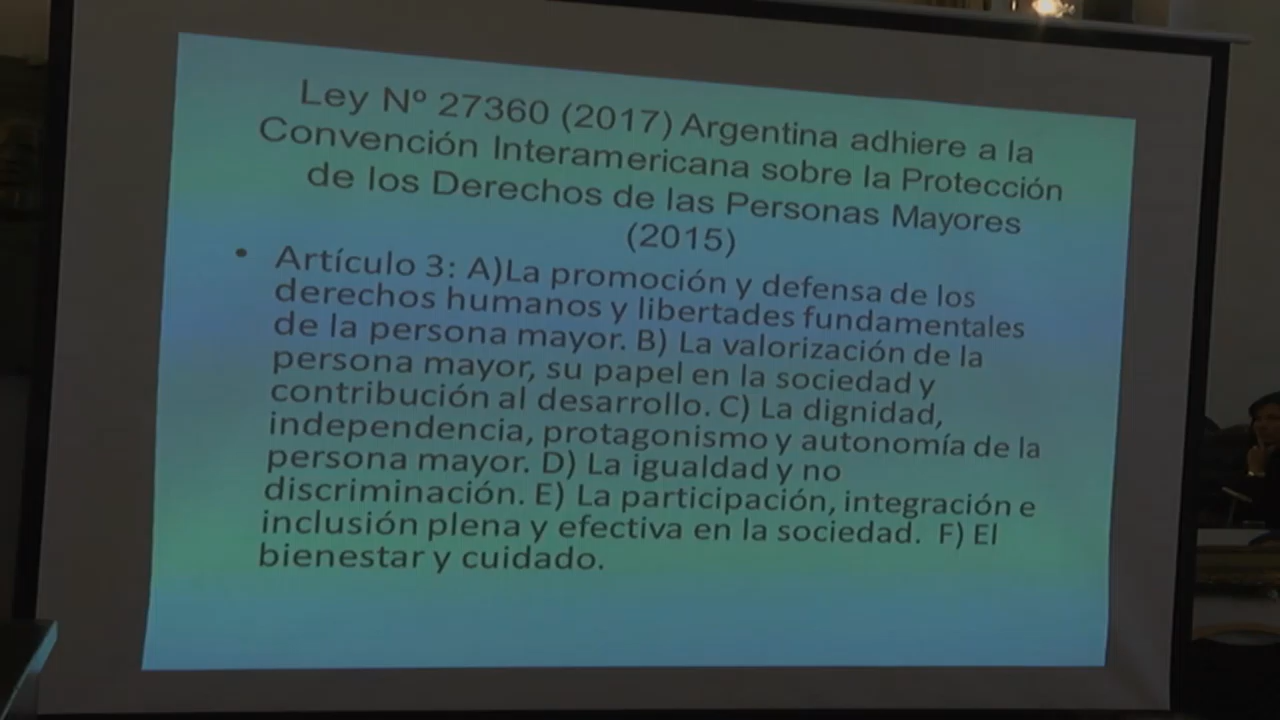 Ley Nº 27360 (2017) Argentina adhiere a la
Convención Interamericana sobre la Protección
de los Derechos de las Personas Mayores
(2015)
• Artículo 3: A)La promoción y defensa de los
derechos humanos y libertades fundamentales
de la persona mayor. B) La valorización de la
persona mayor, su papel en la sociedad y
contribución al desarrollo. C) La dignidad,
independencia, protagonismo y autonomía de la
persona mayor. D) La igualdad y no
discriminación. E) La participación, integración e
inclusión plena y efectiva en la sociedad. F) El
bienestar y cuidado.